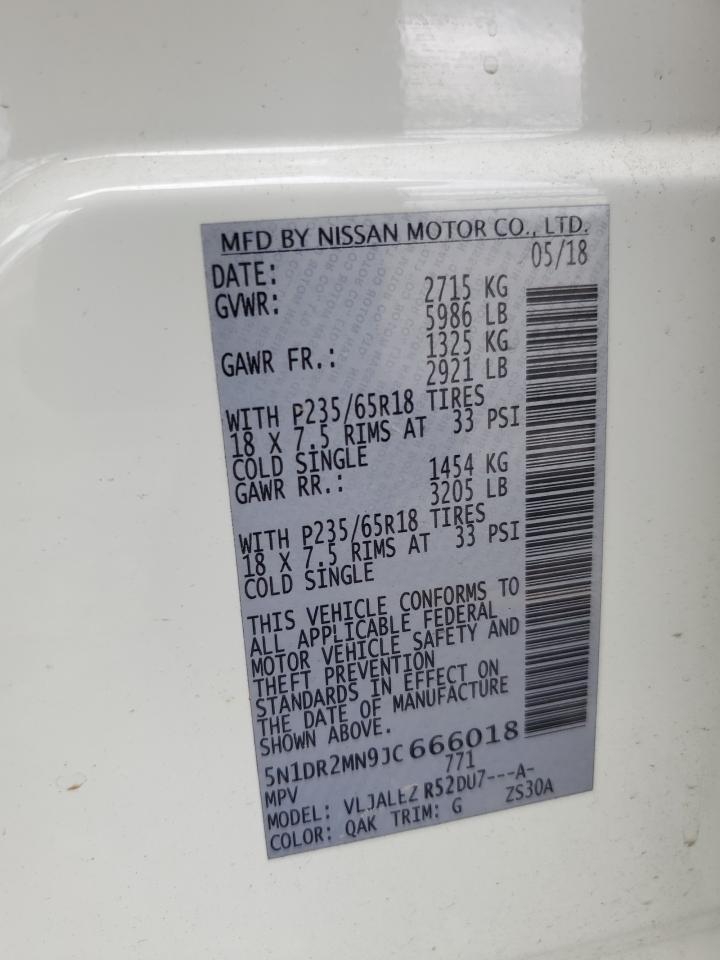 MFD BY NISSAN MOTOR CO., LTD.
DATE: 05/18
GVWR: 2715 KG
5986 LB
GAWR FR.: 1325 KG
2921 LB
WITH P235/65R18 TIRES
18 X 7.5 RIMS AT 33 PSI
COLD SINGLE
GAWR RR.: 1454 KG
3205 LB
WITH P235/65R18 TIRES
18 X 7.5 RIMS AT 33 PSI
COLD SINGLE
THIS VEHICLE CONFORMS TO
ALL APPLICABLE FEDERAL
MOTOR VEHICLE SAFETY AND
THEFT PREVENTION
STANDARDS IN EFFECT ON
THE DATE OF MANUFACTURE
SHOWN ABOVE.
5N1DR2MN9JC666018
MPV 771
MODEL: VLJALEZ R52DU7---A-
COLOR: QAK TRIM: G ZS30A